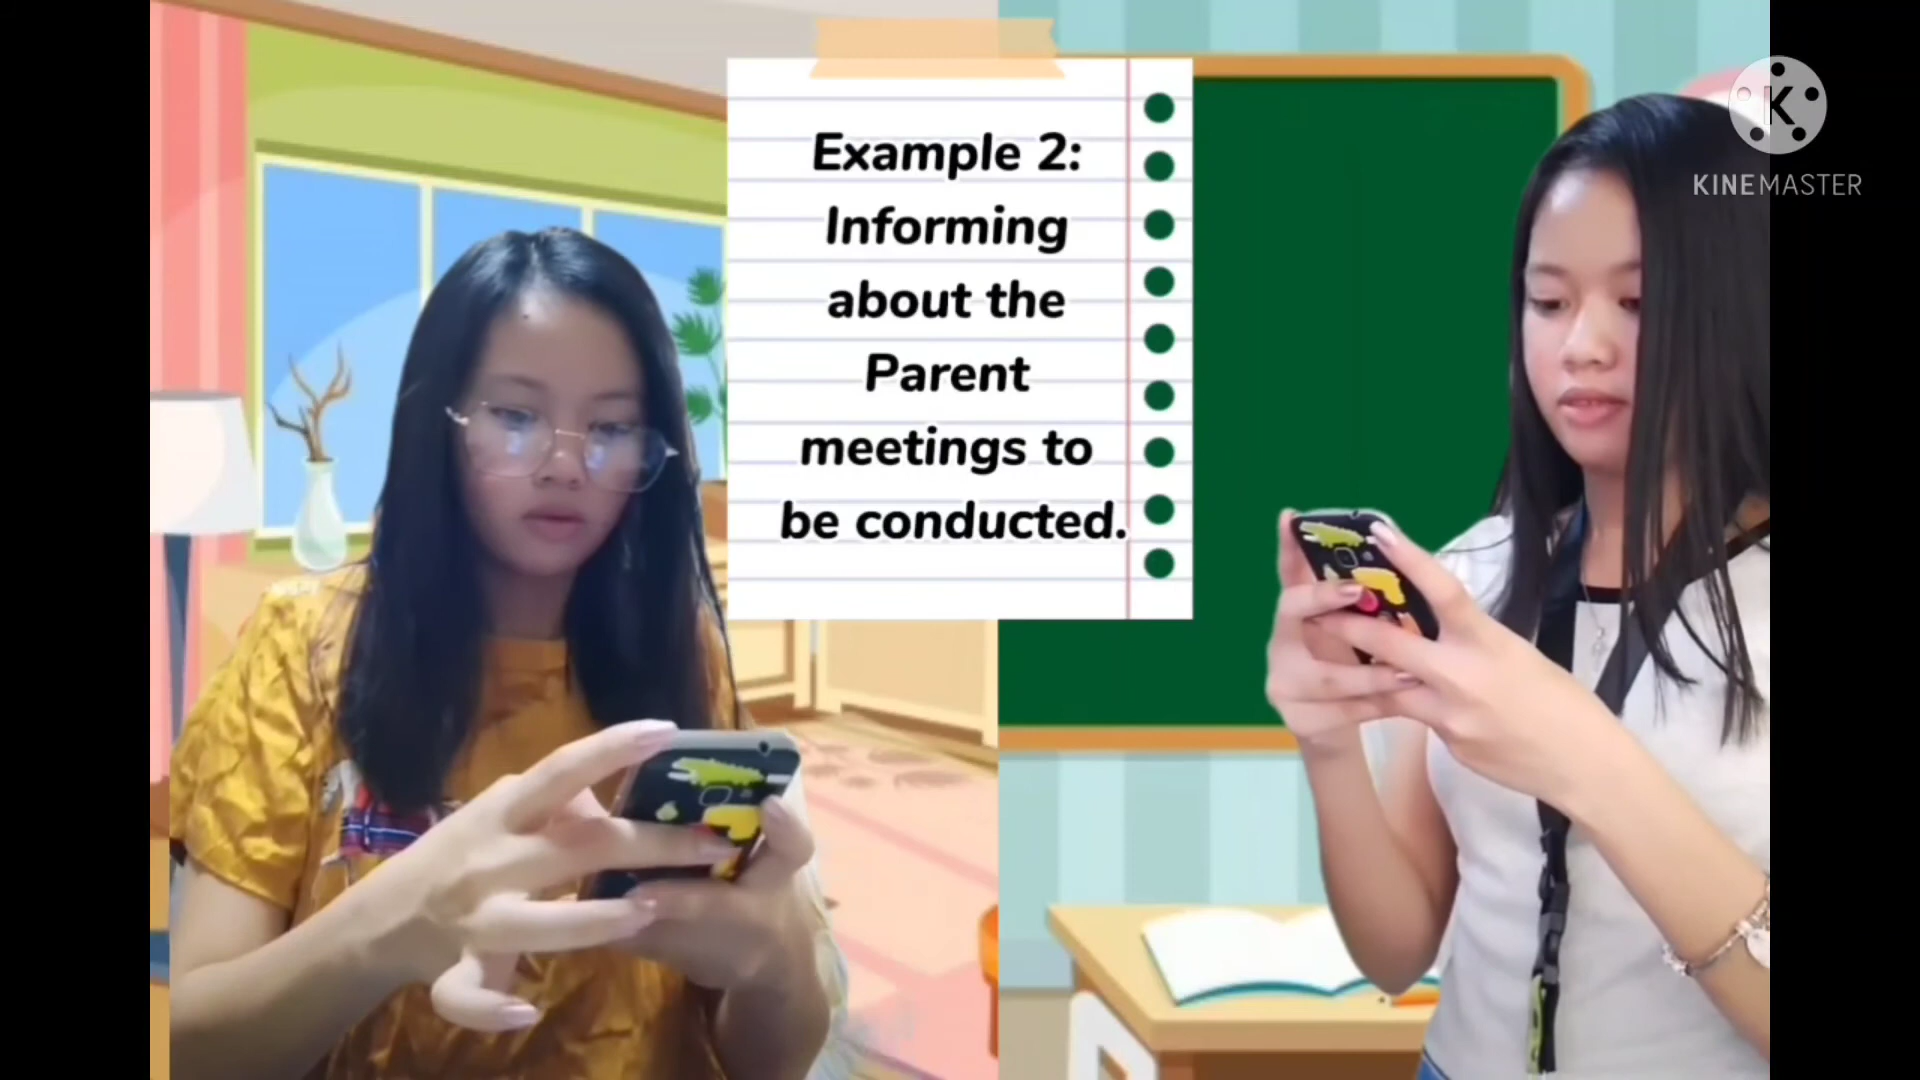 Example 2:
Informing
about the
Parent
meetings to
be conducted.
K
KINEMASTER